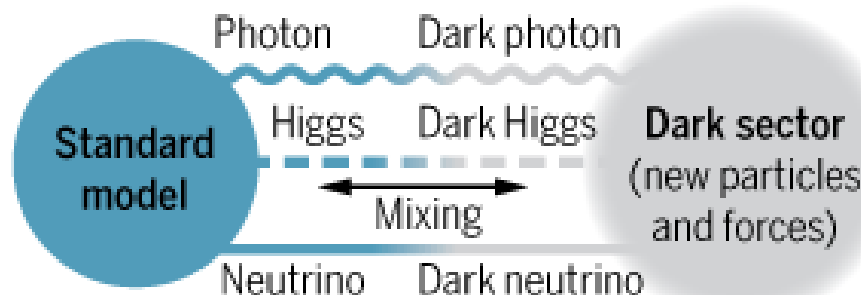 Photon Dark photon
Higgs Dark Higgs
Standard
model
Dark sector
(new particles
and forces)
Mixing
Neutrino Dark neutrino